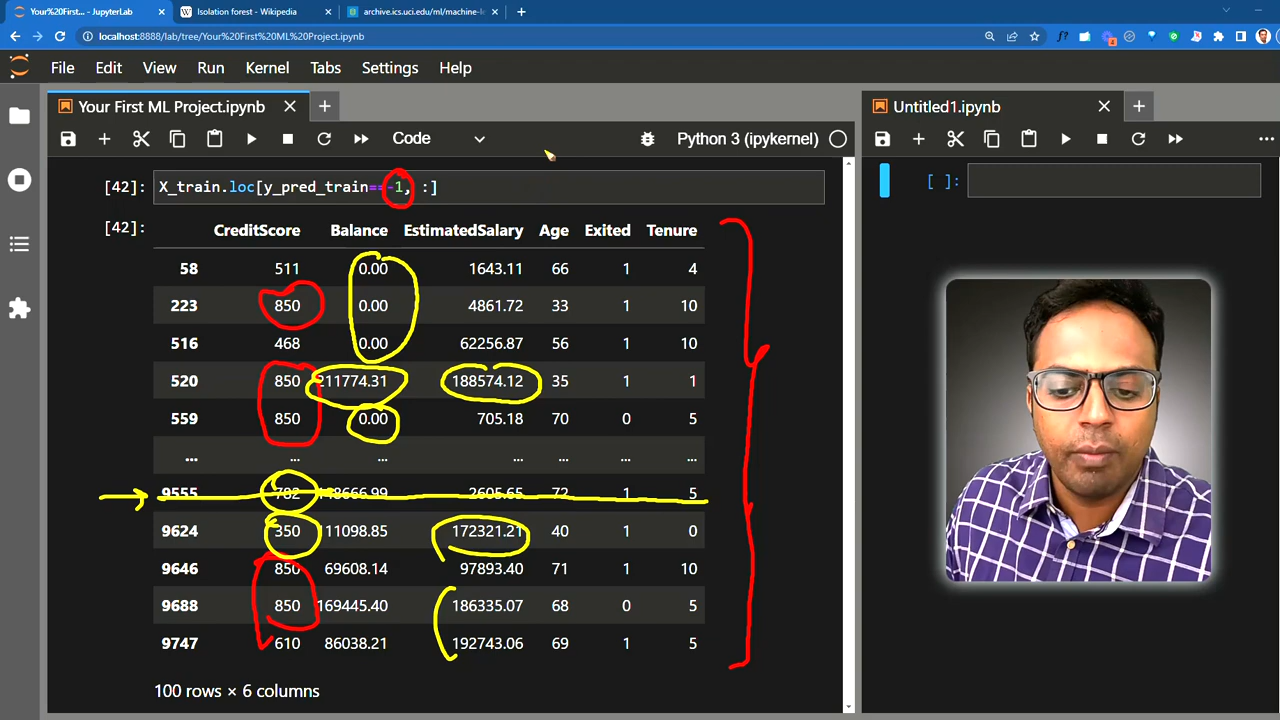 Your%20First... - JupyterLab
Isolation forest - Wikipedia
archive.ics.uci.edu/ml/machine-le
localhost:8888/lab/tree/Your%20First%20ML%20Project.ipynb
File Edit View Run Kernel Tabs Settings Help
Your First ML Project.ipynb
Untitled1.ipynb
Code
Python 3 (ipykernel)
[42]: X_train.loc[y_pred_train==-1, :]
[ ]:
[42]:
CreditScore Balance EstimatedSalary Age Exited Tenure
58 511 0.00 1643.11 66 1 4
223 850 0.00 4861.72 33 1 10
516 468 0.00 62256.87 56 1 10
520 850 211774.31 188574.12 35 1 1
559 850 0.00 705.18 70 0 5
... ... ... ... ... ... ...
9555 782 148666.99 2605.65 72 1 5
9624 350 11098.85 172321.21 40 1 0
9646 850 69608.14 97893.40 71 1 10
9688 850 169445.40 186335.07 68 0 5
9747 610 86038.21 192743.06 69 1 5
100 rows × 6 columns